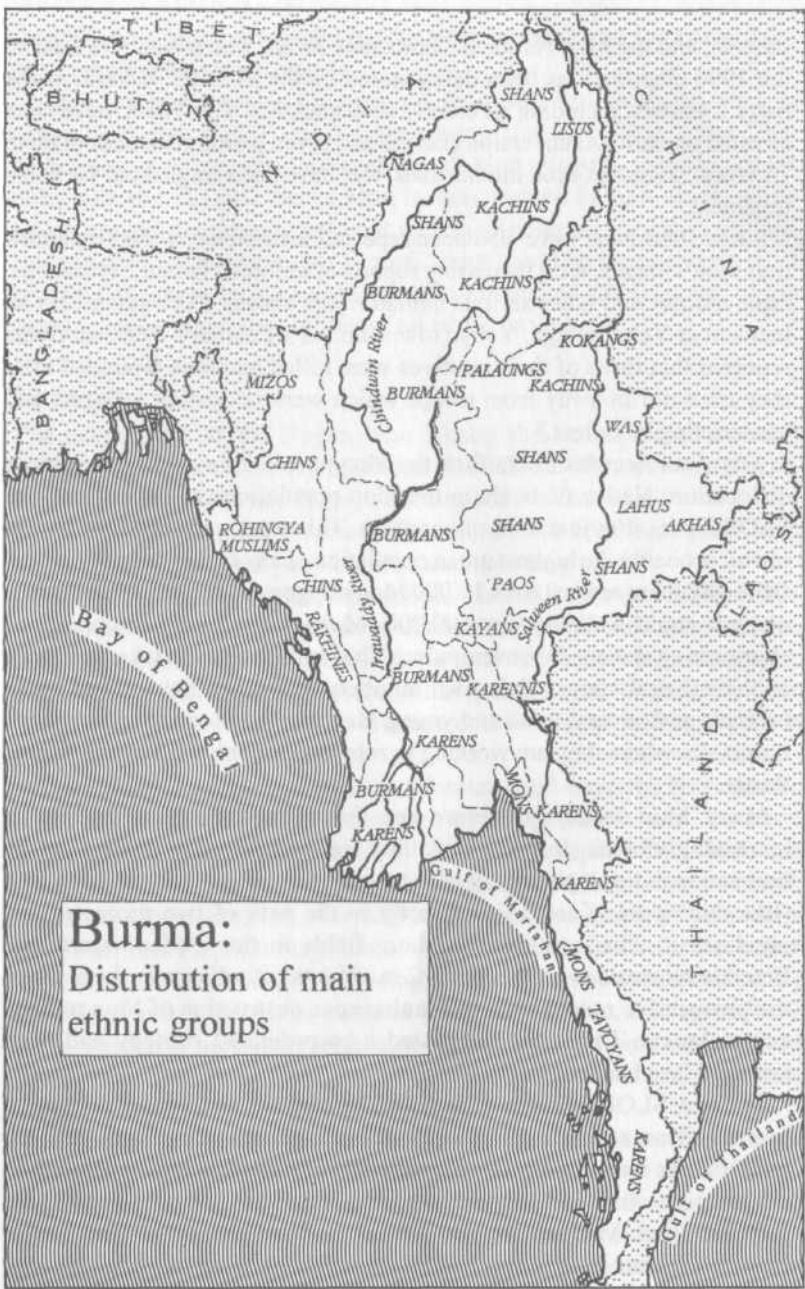 TIBET
BHUTAN
INDIA
CHINA
SHANS
LISUS
NAGAS
KACHINS
SHANS
KACHINS
BURMANS
BANGLADESH
KOKANGS
Chindwin River
PALAUNGS
MIZOS
KACHINS
BURMANS
WAS
CHINS
SHANS
LAHUS
SHANS
AKHAS
ROHINGYA
MUSLIMS
BURMANS
LAOS
SHANS
CHINS
PAOS
Irrawaddy River
Salween River
RAKHINES
KAYANS
Bay of Bengal
BURMANS
KARENNIS
KARENS
MONS
BURMANS
KARENS
KARENS
THAILAND
Gulf of Martaban
KARENS
Burma:
Distribution of main
ethnic groups
MONS
TAVOYANS
KARENS
Gulf of Thailand